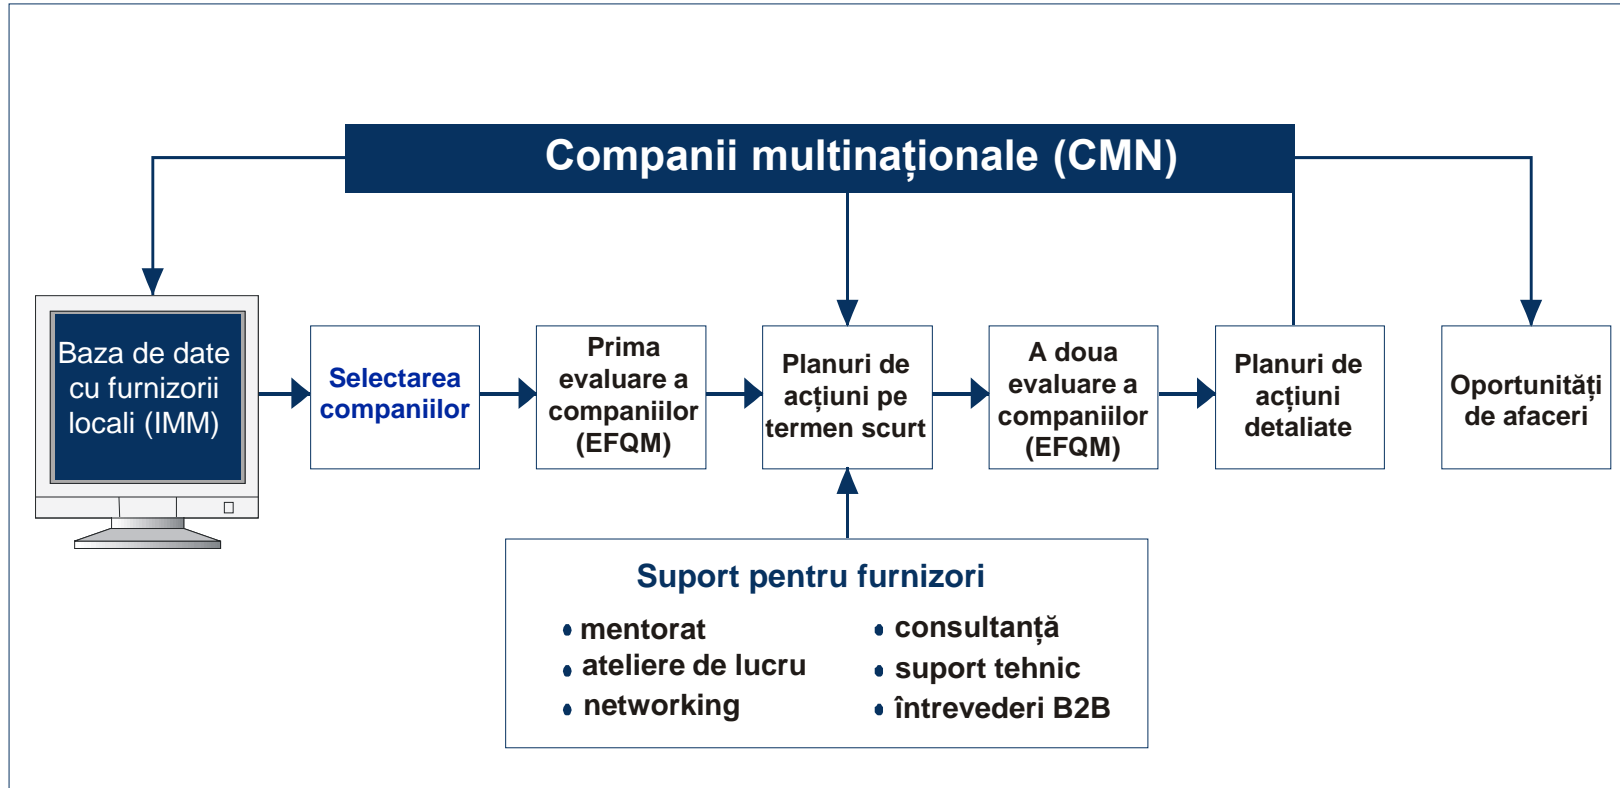 Companii multinaționale (CMN)
Baza de date
cu furnizorii
locali (IMM)
Selectarea
companiilor
Prima
evaluare a
companiilor
(EFQM)
Planuri de
acțiuni pe
termen scurt
A doua
evaluare a
companiilor
(EFQM)
Planuri de
acțiuni
detaliate
Oportunități
de afaceri
Suport pentru furnizori
• mentorat
• ateliere de lucru
• networking
• consultanță
• suport tehnic
• întrevederi B2B